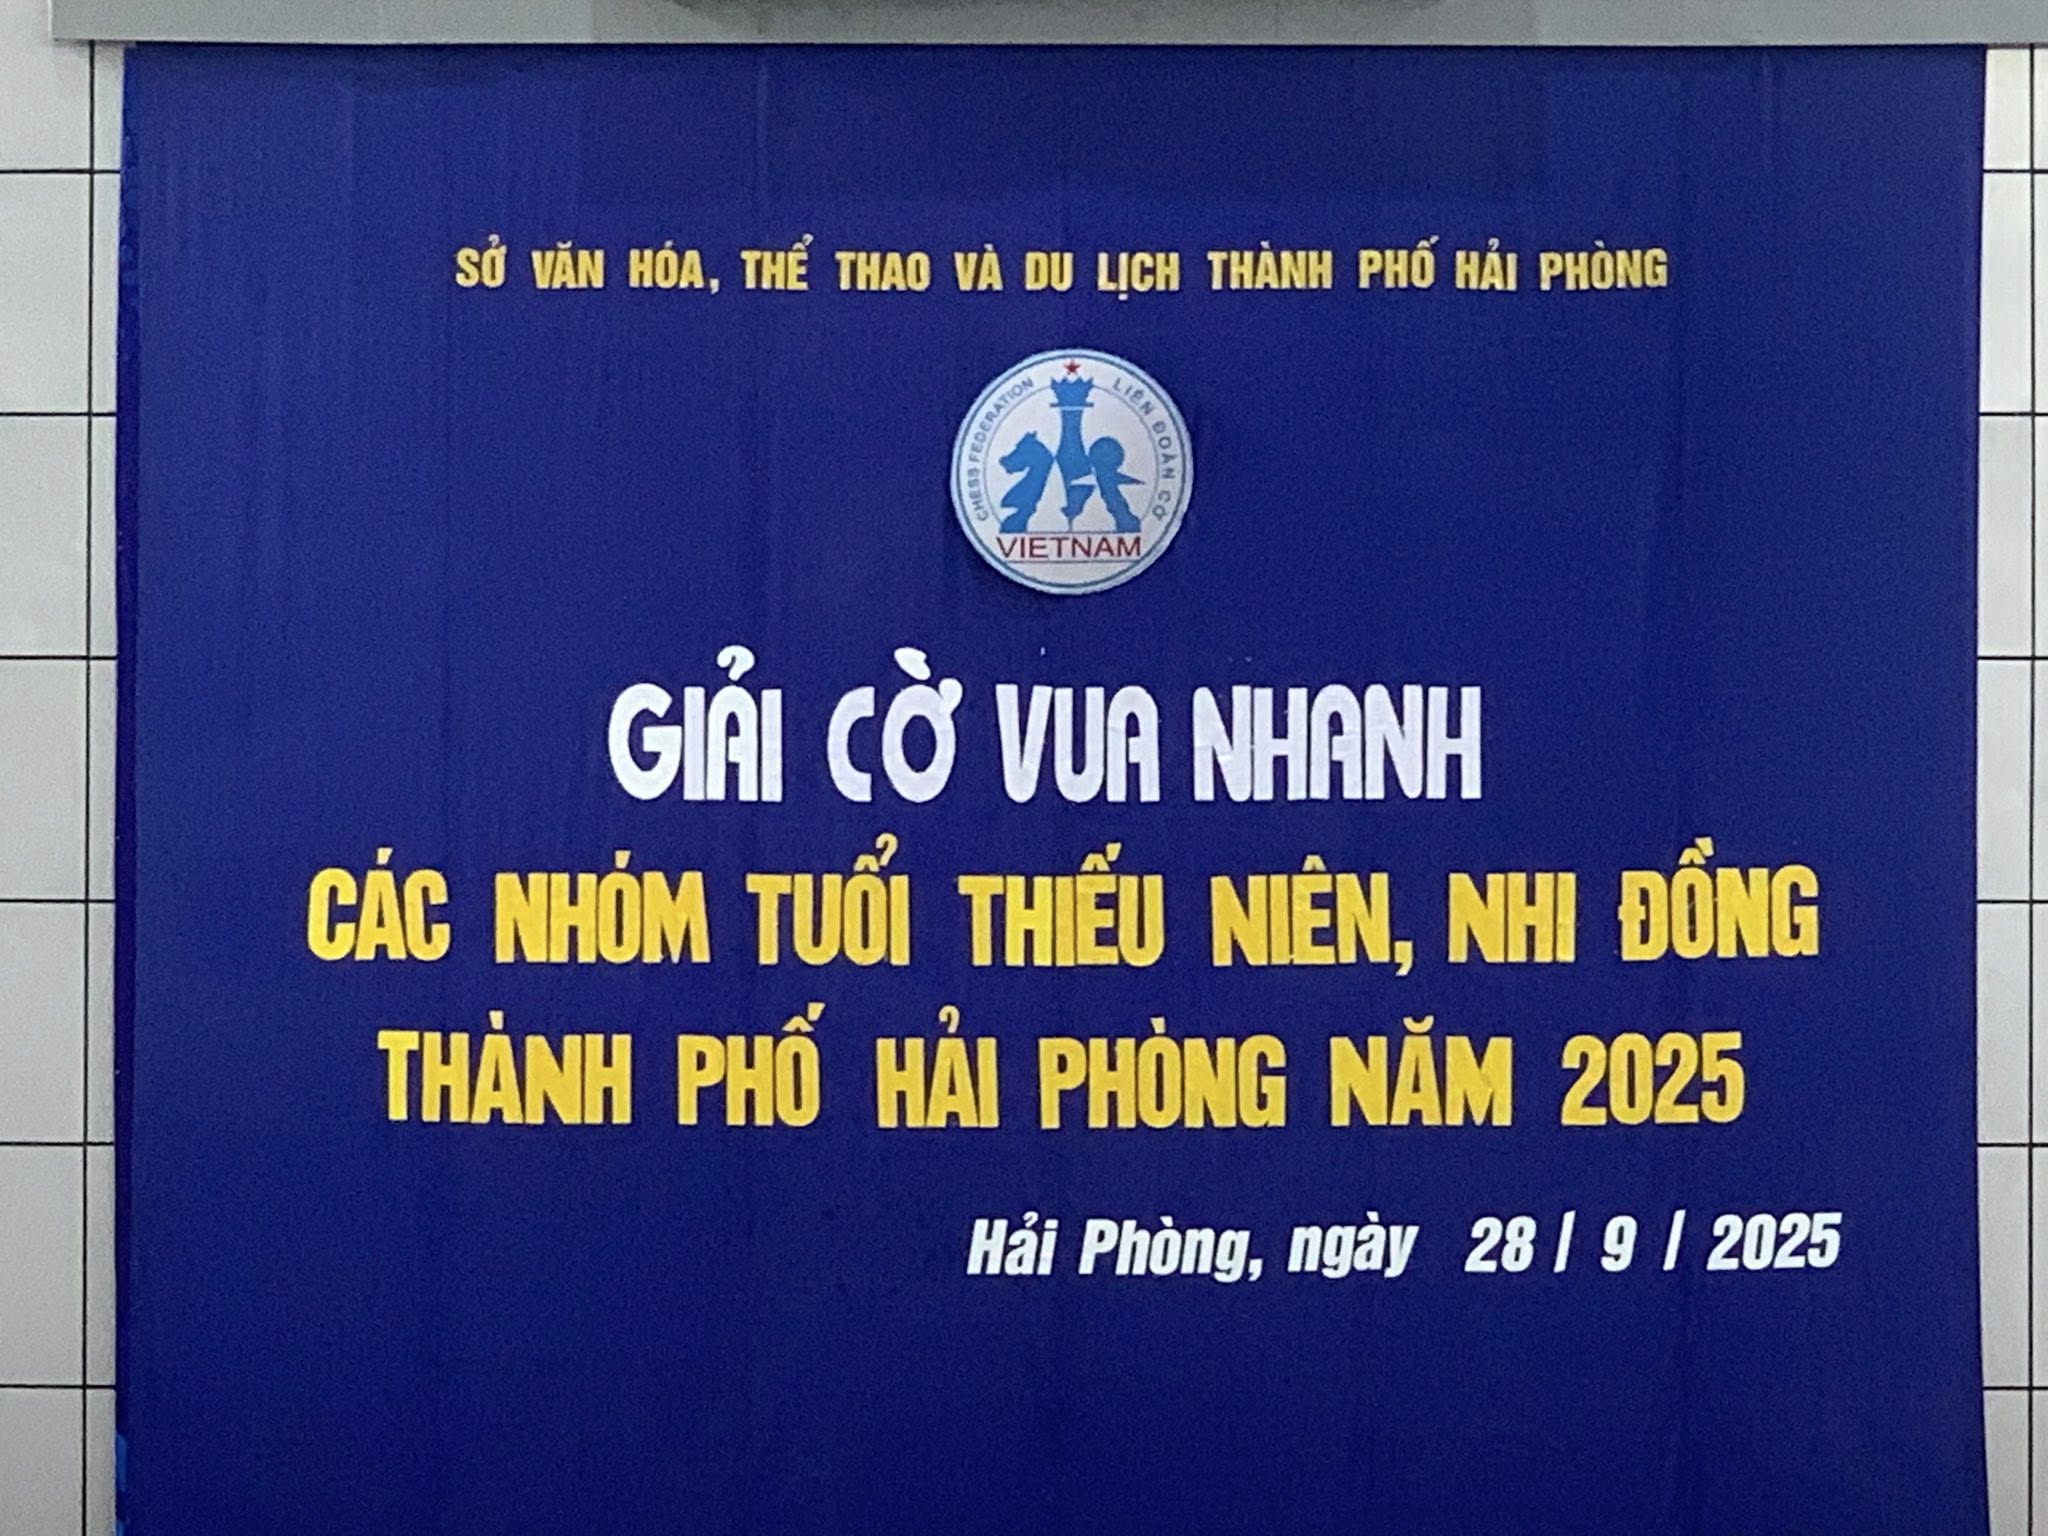 SỞ VĂN HÓA, THỂ THAO VÀ DU LỊCH THÀNH PHỐ HẢI PHÒNG
CHESS FEDERATION LIÊN ĐOÀN CỜ
VIETNAM
GIẢI CỜ VUA NHANH
CÁC NHÓM TUỔI THIẾU NIÊN, NHI ĐỒNG
THÀNH PHỐ HẢI PHÒNG NĂM 2025
Hải Phòng, ngày 28 / 9 / 2025